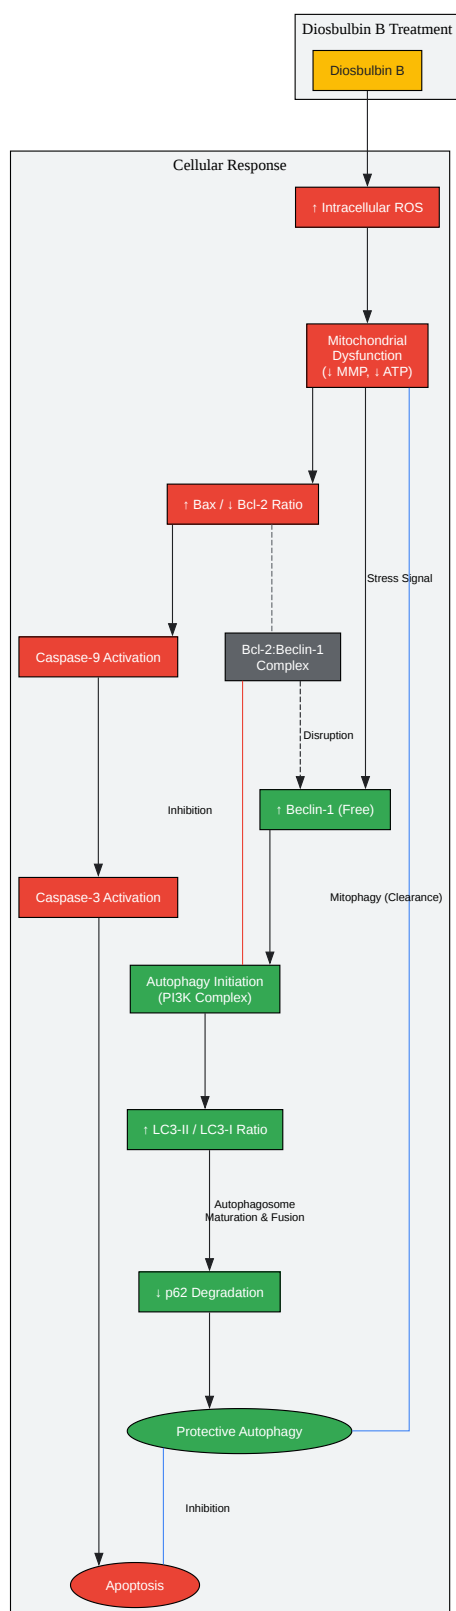 Diosbulbin B Treatment
Diosbulbin B
Cellular Response
↑ Intracellular ROS
Mitochondrial
Dysfunction
(↓ MMP, ↓ ATP)
↑ Bax / ↓ Bcl-2 Ratio
Stress Signal
Caspase-9 Activation
Bcl-2:Beclin-1
Complex
Disruption
Inhibition
↑ Beclin-1 (Free)
Caspase-3 Activation
Mitophagy (Clearance)
Autophagy Initiation
(PI3K Complex)
↑ LC3-II / LC3-I Ratio
Autophagosome
Maturation & Fusion
↓ p62 Degradation
Protective Autophagy
Inhibition
Apoptosis